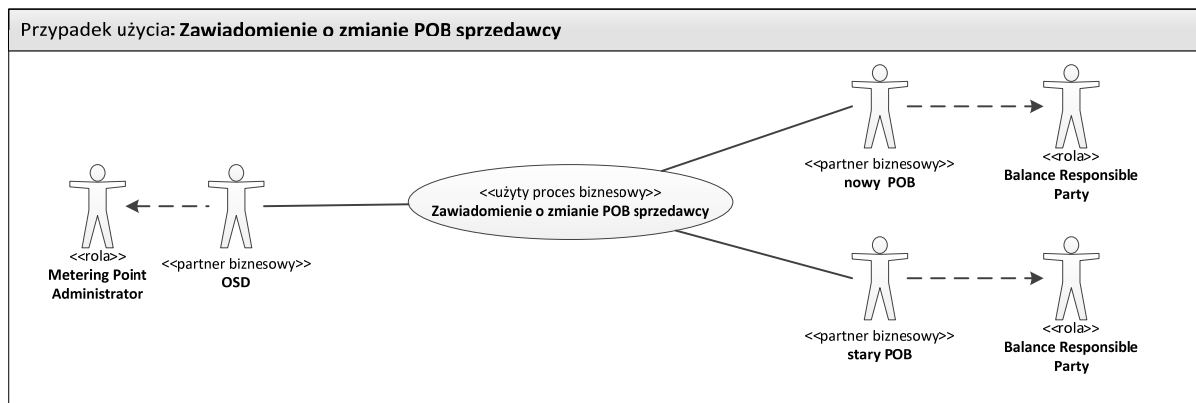 Przypadek użycia: Zawiadomienie o zmianie POB sprzedawcy
<<rola>>
Metering Point
Administrator
<<partner biznesowy>>
OSD
<<użyty proces biznesowy>>
Zawiadomienie o zmianie POB sprzedawcy
<<partner biznesowy>>
nowy POB
<<rola>>
Balance Responsible
Party
<<partner biznesowy>>
stary POB
<<rola>>
Balance Responsible
Party